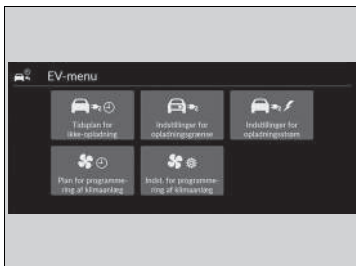 EV-menu
Tidsplan for
ikke-opladning
Indstillinger for
opladningsgrænse
Indstillinger for
opladningsstrøm
Plan for programme-
ring af klimaanlæg
Indst. for programme-
ring af klimaanlæg